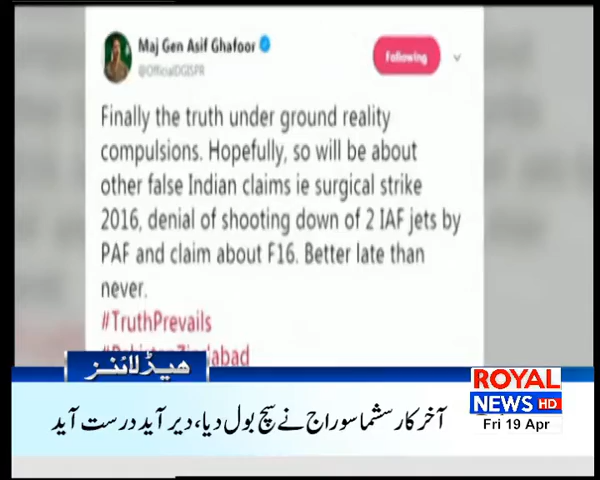 Maj Gen Asif Ghafoor
@OfficialDGISPR
Following
Finally the truth under ground reality
compulsions. Hopefully, so will be about
other false Indian claims ie surgical strike
2016, denial of shooting down of 2 IAF jets by
PAF and claim about F16. Better late than
never.
#TruthPrevails
#PakistanZindabad
ھیڈلائنز
آخر کار سشما سوراج نے سچ بول دیا، دیر آید درست آید
ROYAL
NEWS HD
Fri 19 Apr